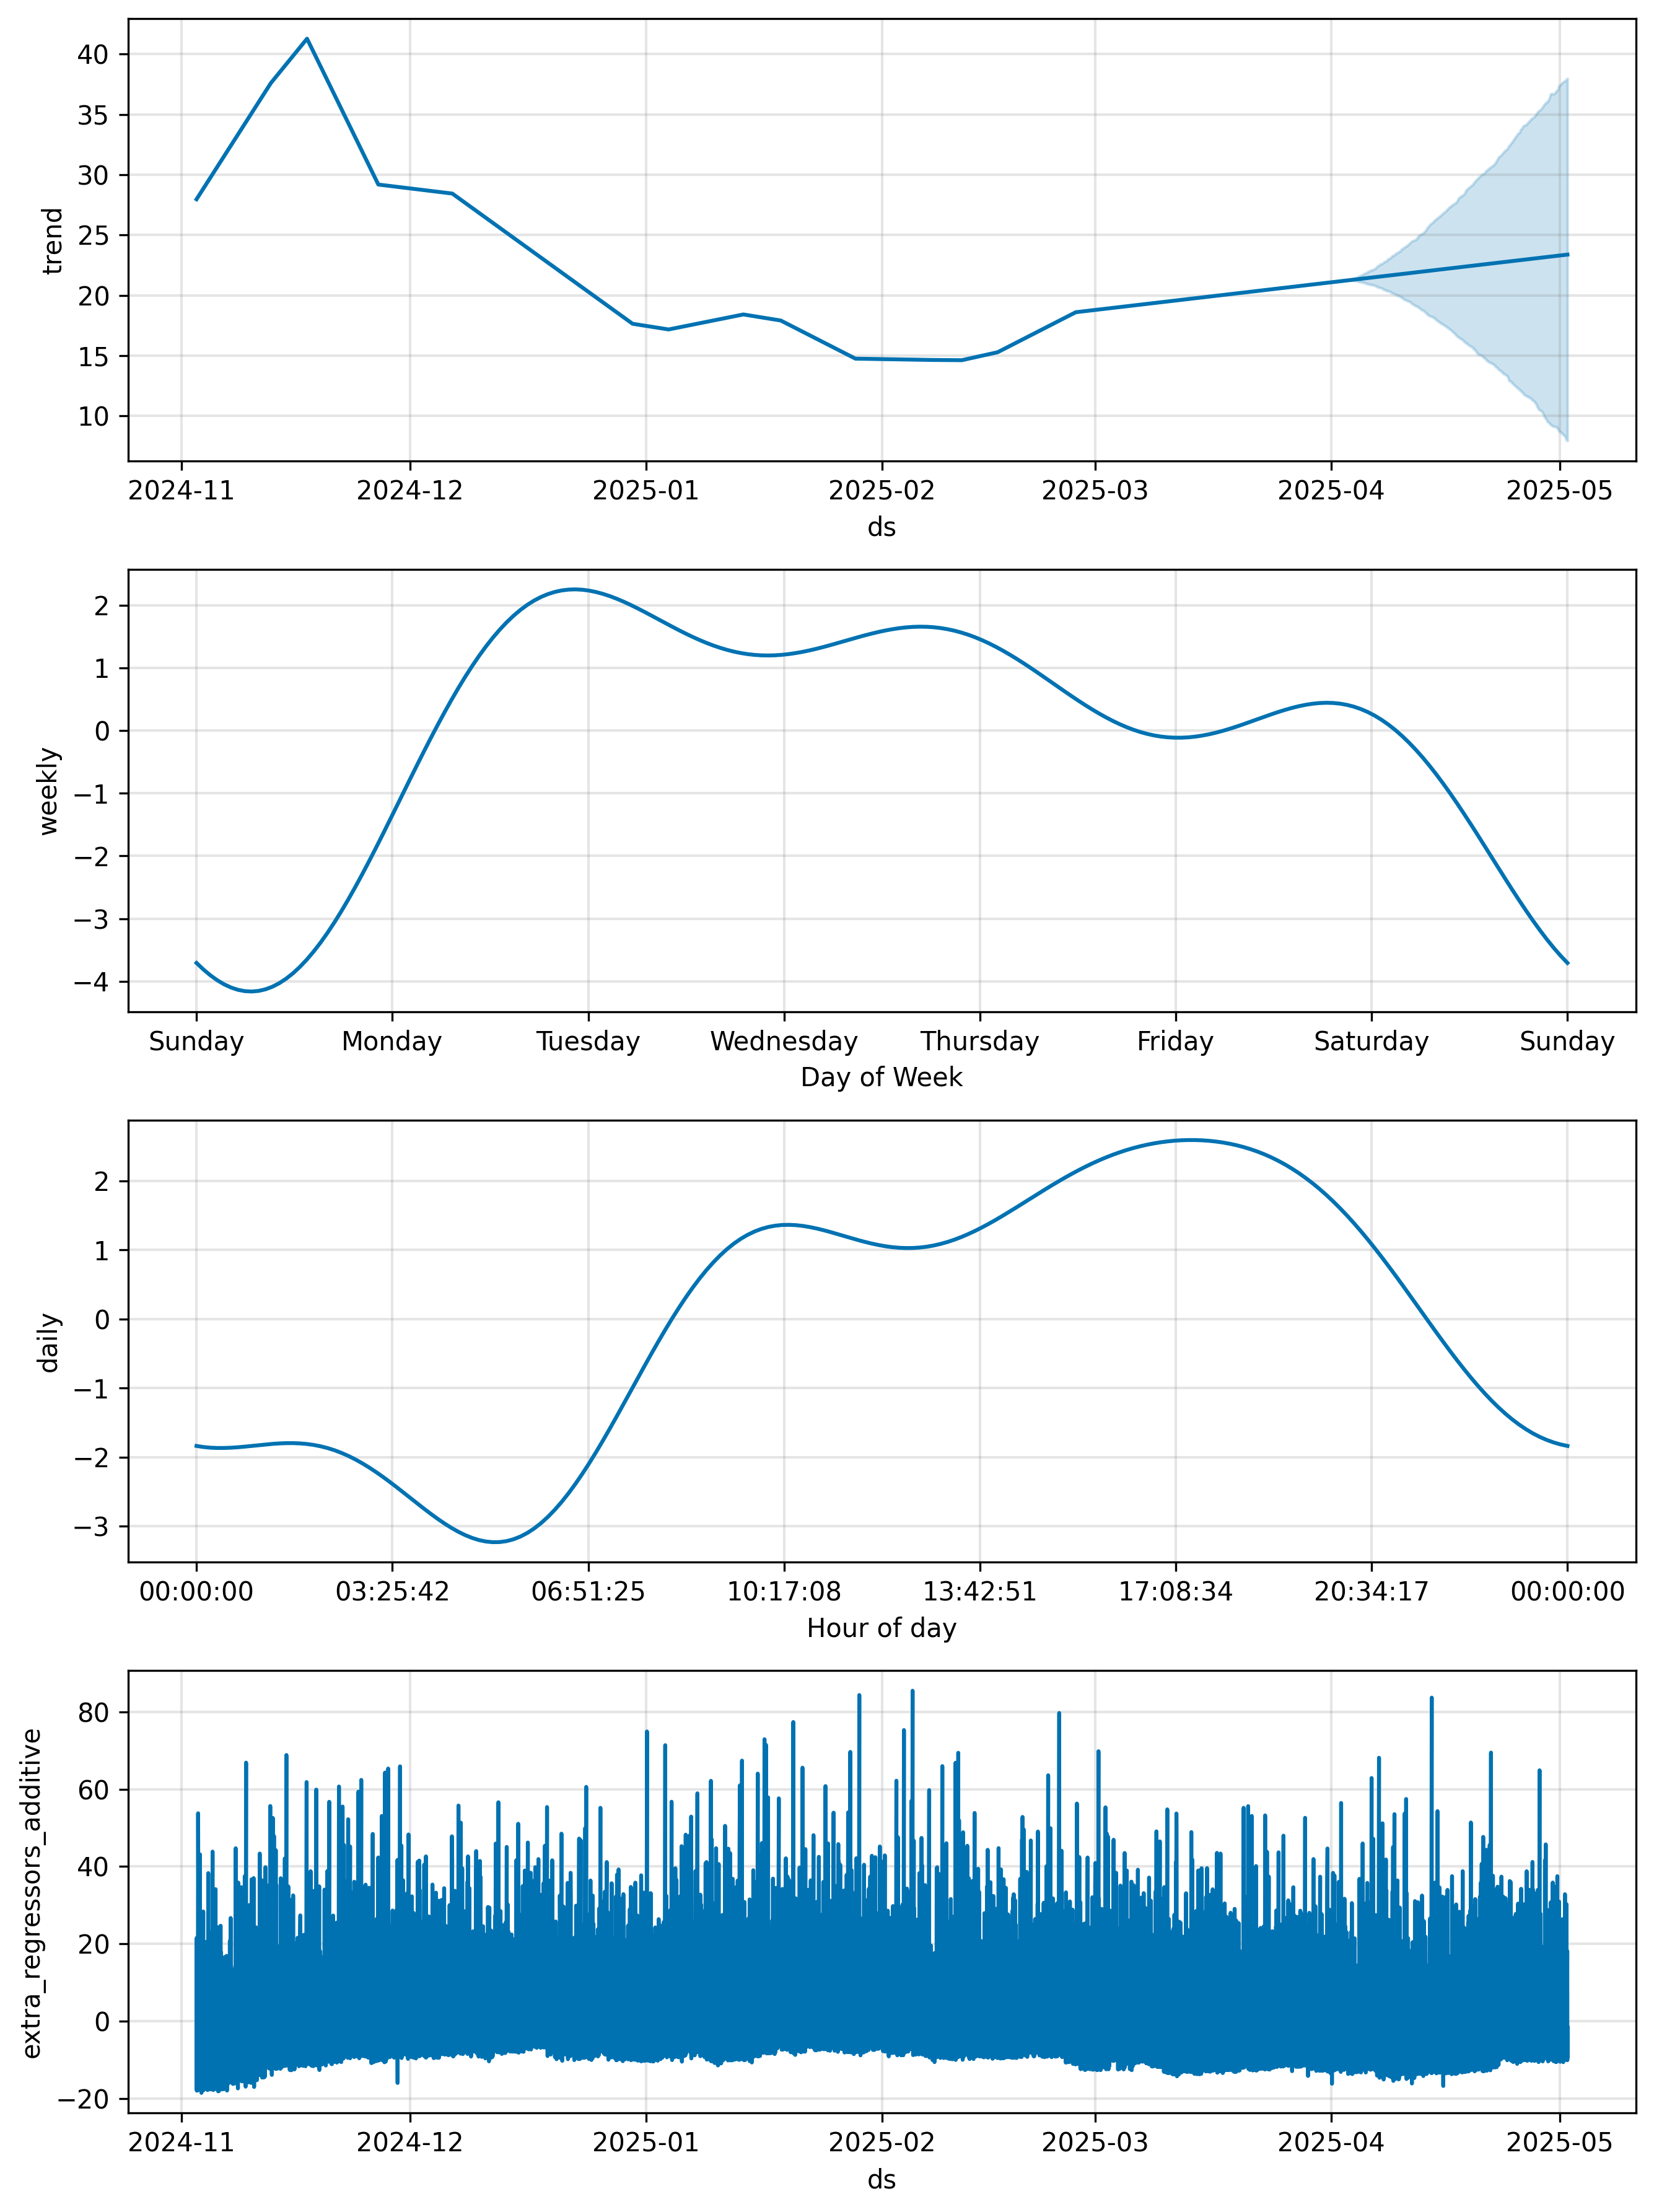 40
35
30
25
20
15
10
trend
2024-11 2024-12 2025-01 2025-02 2025-03 2025-04 2025-05
ds
2
1
0
−1
−2
−3
−4
weekly
Sunday Monday Tuesday Wednesday Thursday Friday Saturday Sunday
Day of Week
2
1
0
−1
−2
−3
daily
00:00:00 03:25:42 06:51:25 10:17:08 13:42:51 17:08:34 20:34:17 00:00:00
Hour of day
80
60
40
20
0
−20
extra_regressors_additive
2024-11 2024-12 2025-01 2025-02 2025-03 2025-04 2025-05
ds